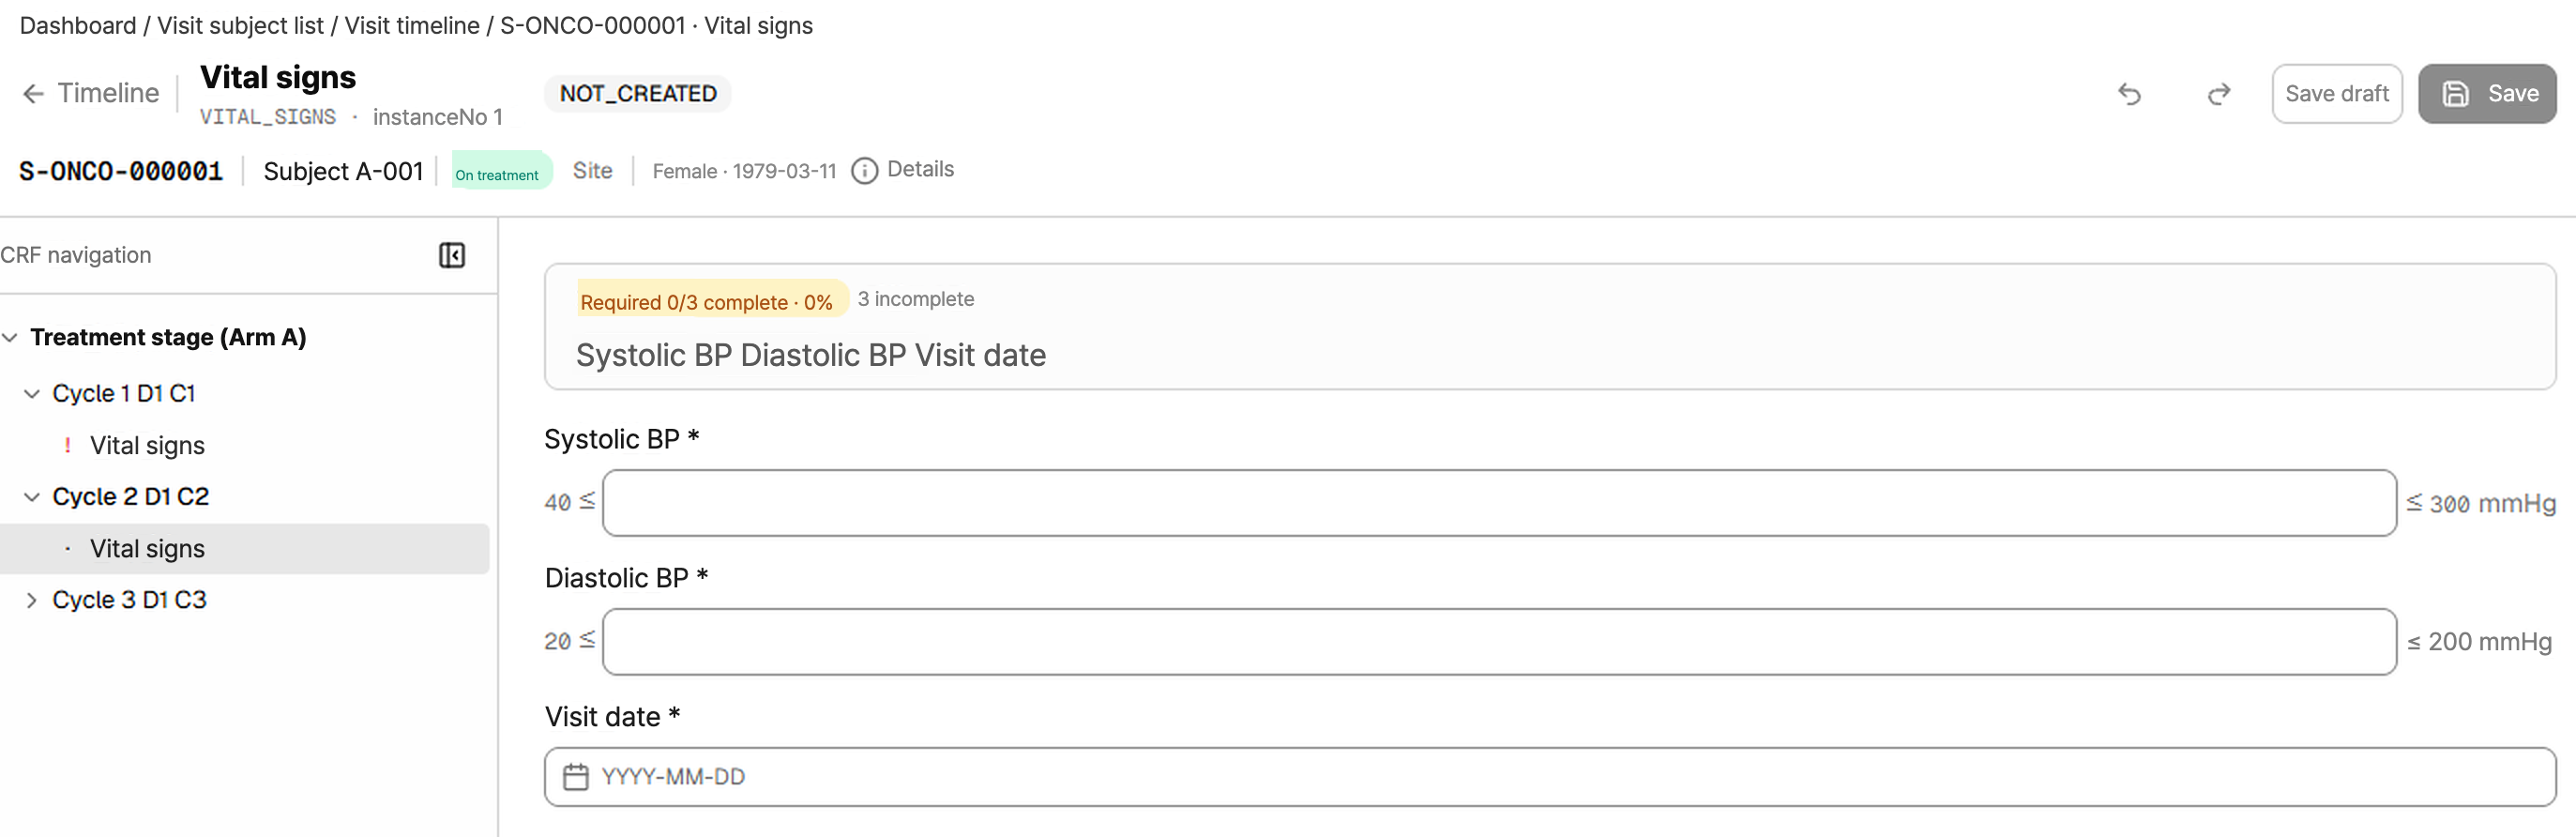 Dashboard / Visit subject list / Visit timeline / S-ONCO-000001 · Vital signs
← Timeline
Vital signs
VITAL_SIGNS · instanceNo 1
NOT_CREATED
Save draft
Save
S-ONCO-000001
Subject A-001
On treatment
Site
Female · 1979-03-11
Details
CRF navigation
Treatment stage (Arm A)
Cycle 1 D1 C1
! Vital signs
Cycle 2 D1 C2
· Vital signs
Cycle 3 D1 C3
Required 0/3 complete · 0% 3 incomplete
Systolic BP Diastolic BP Visit date
Systolic BP *
40 ≤ ≤ 300 mmHg
Diastolic BP *
20 ≤ ≤ 200 mmHg
Visit date *
YYYY-MM-DD